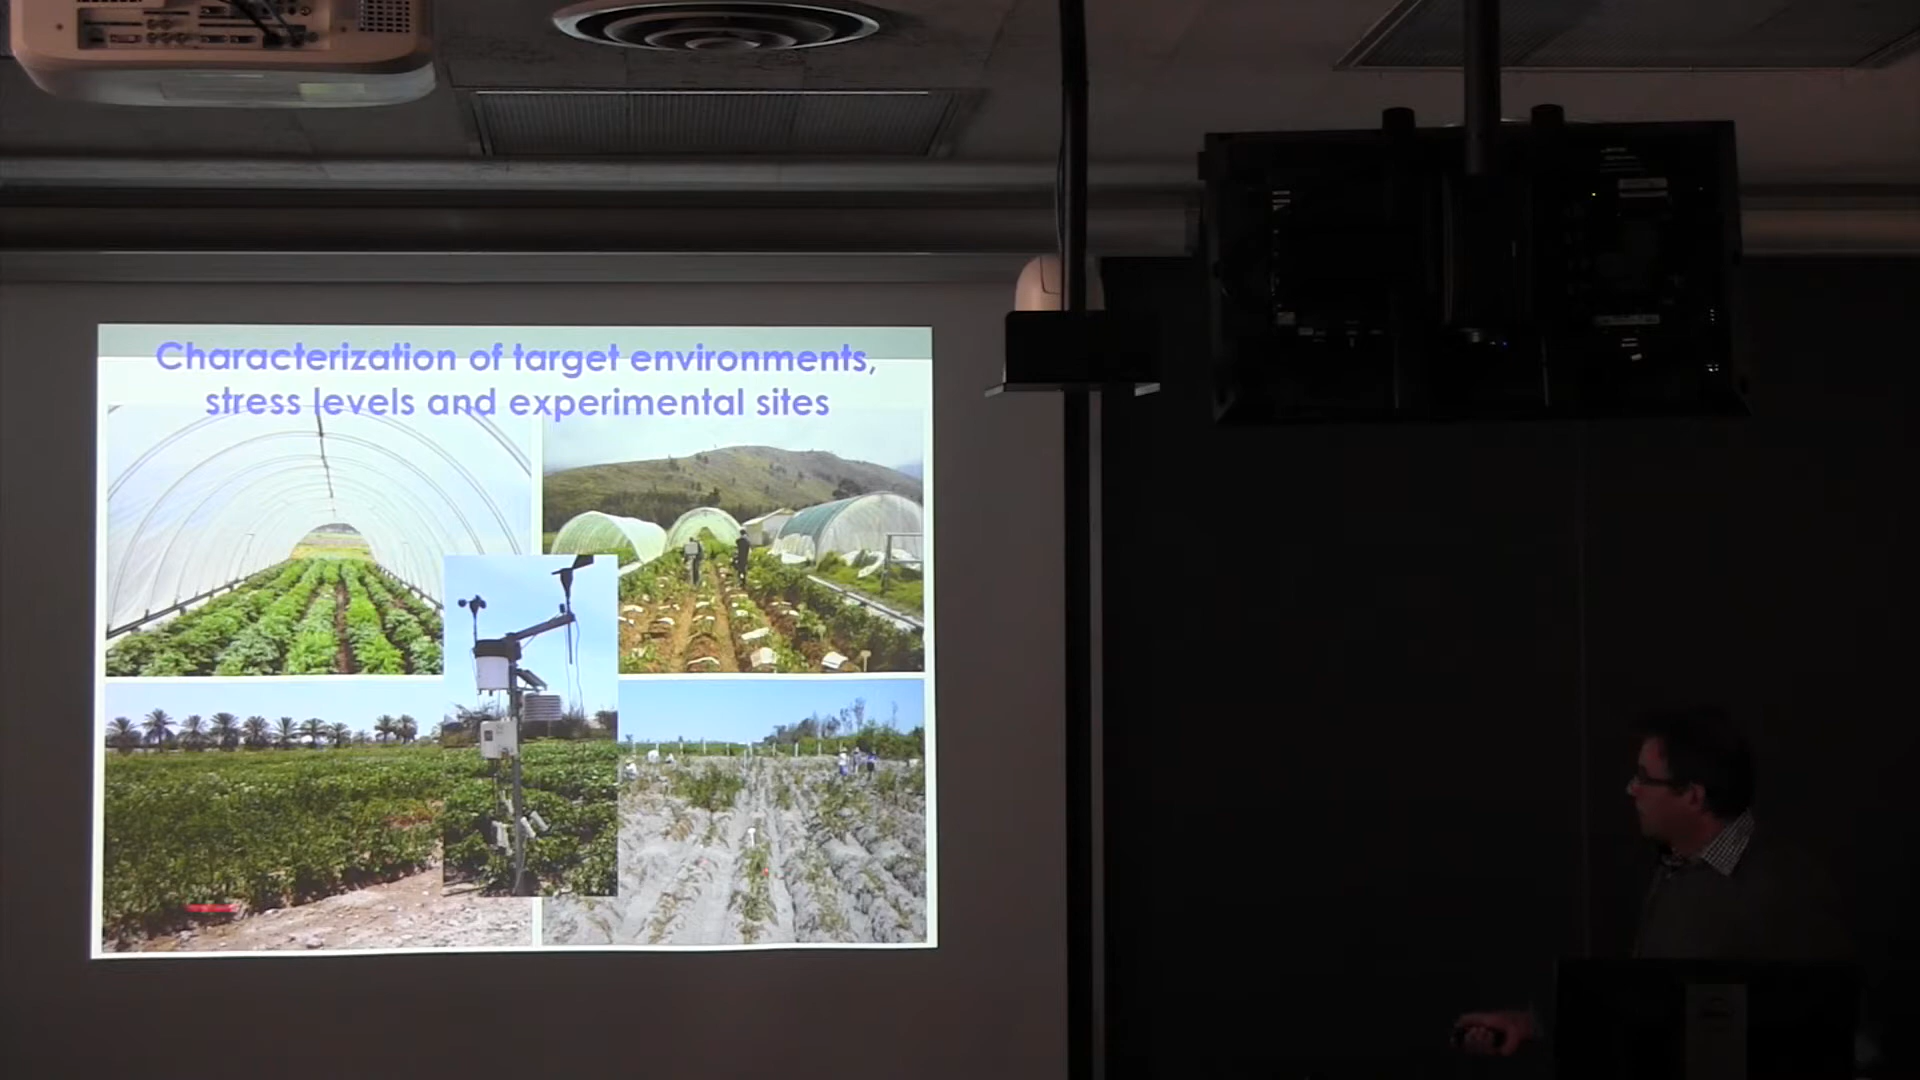 Characterization of target environments,
stress levels and experimental sites